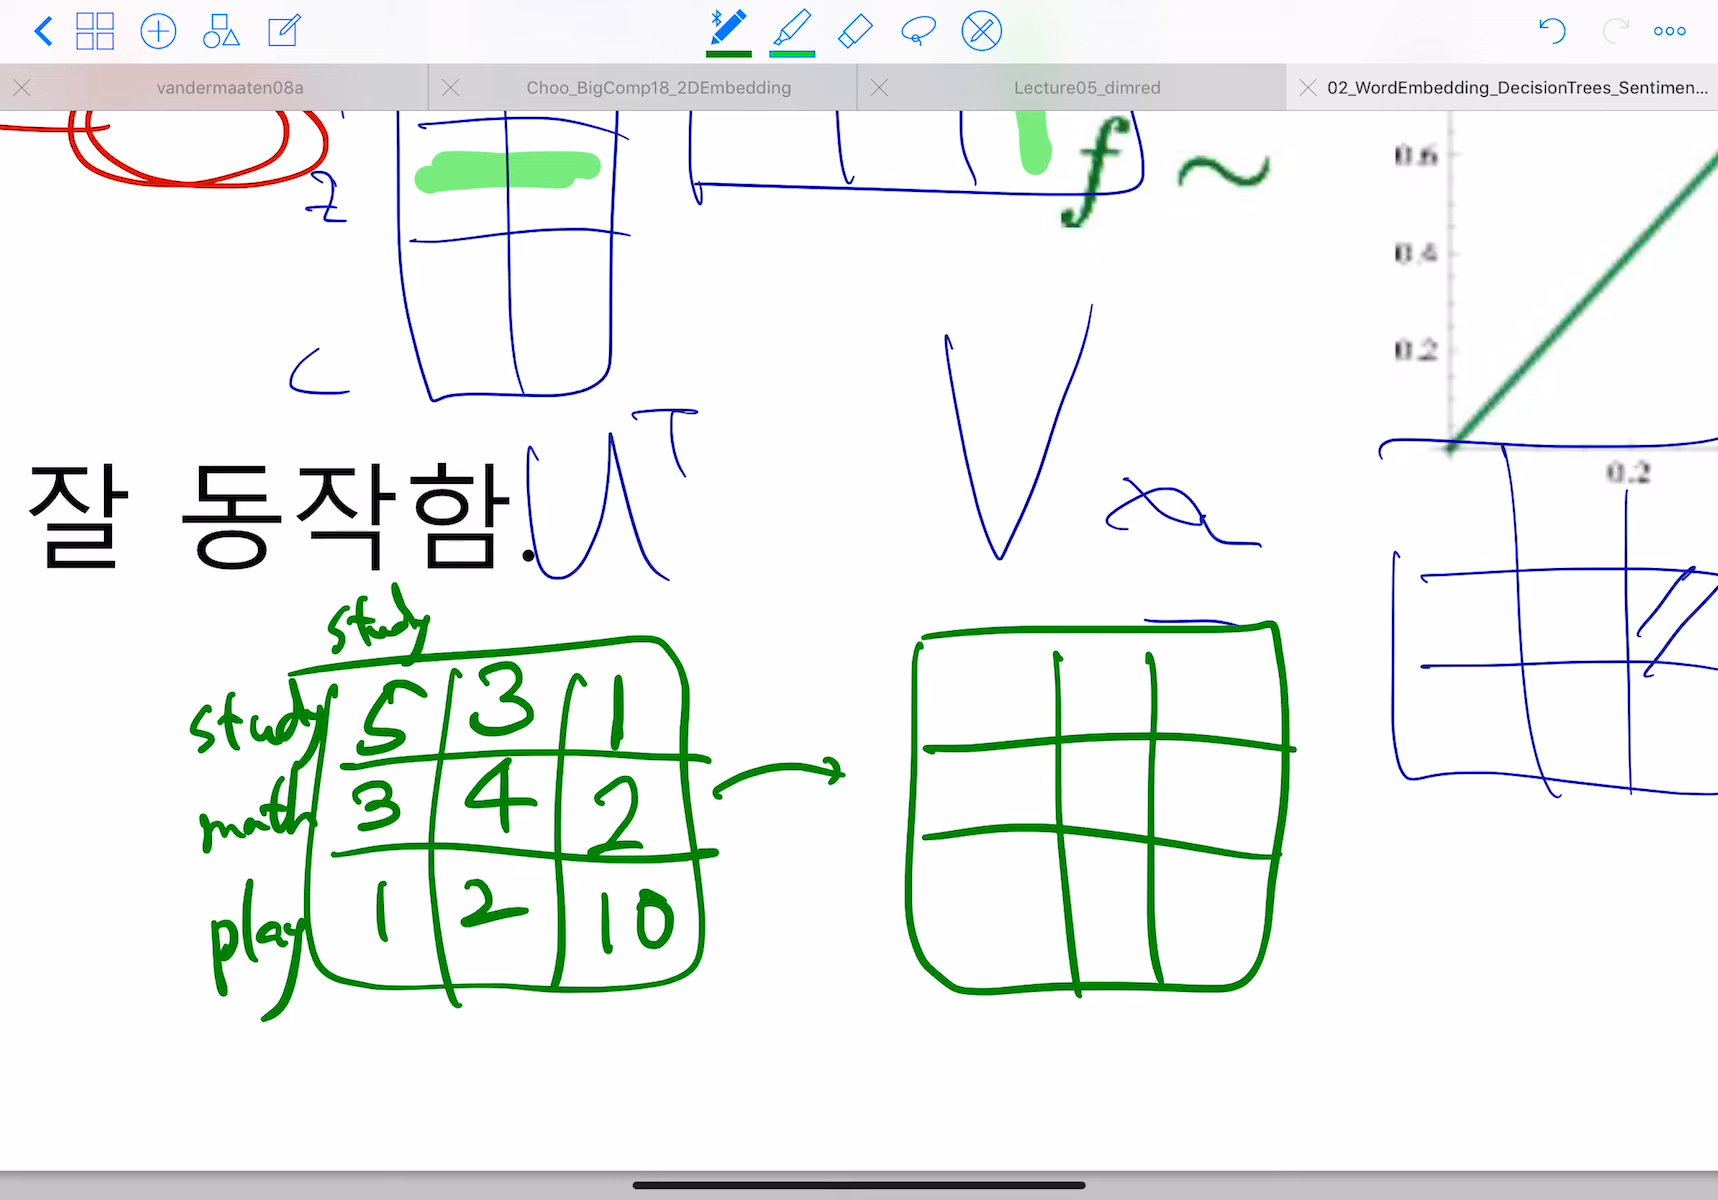 vandermaaten08a
Choo_BigComp18_2DEmbedding
Lecture05_dimred
02_WordEmbedding_DecisionTrees_Sentimen...
f ~
0.6
0.4
0.2
0.2
2
C
U^T
V
잘 동작함.
study
study 5 3 1
math 3 4 2
play 1 2 10